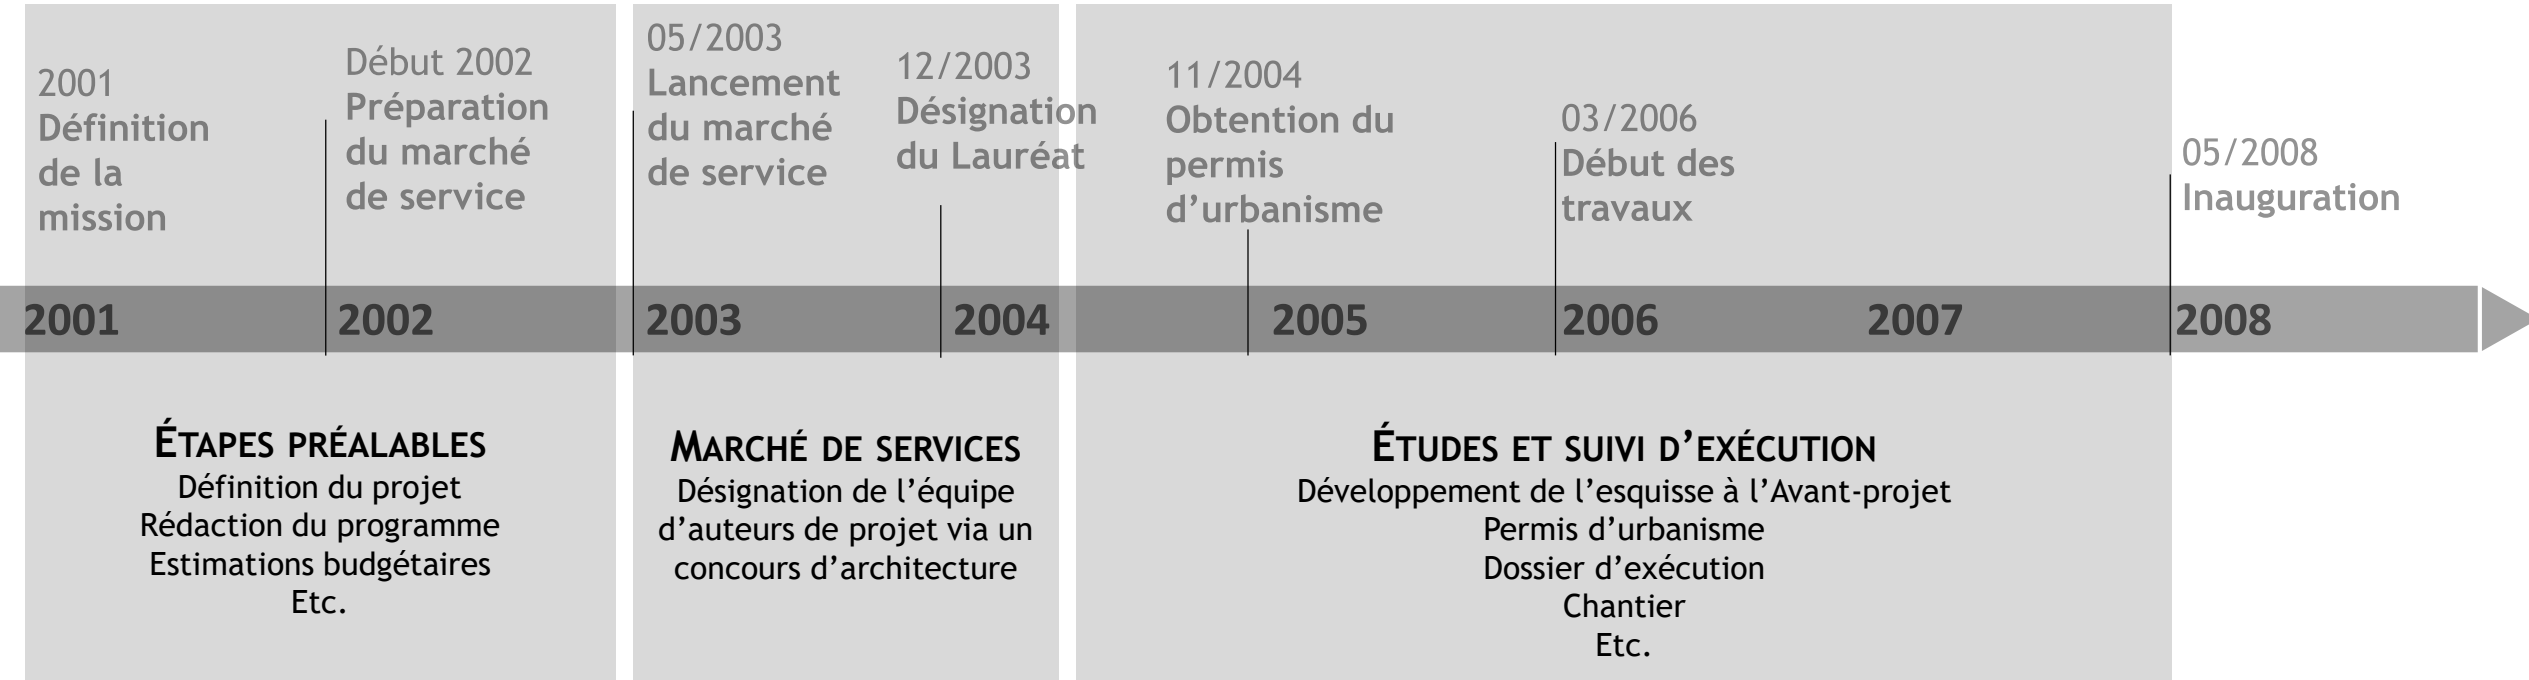 2001
Définition
de la
mission
Début 2002
Préparation
du marché
de service
05/2003
Lancement
du marché
de service
12/2003
Désignation
du Lauréat
11/2004
Obtention du
permis
d’urbanisme
03/2006
Début des
travaux
05/2008
Inauguration
2001 2002 2003 2004 2005 2006 2007 2008
ÉTAPES PRÉALABLES
Définition du projet
Rédaction du programme
Estimations budgétaires
Etc.
MARCHÉ DE SERVICES
Désignation de l’équipe
d’auteurs de projet via un
concours d’architecture
ÉTUDES ET SUIVI D’EXÉCUTION
Développement de l’esquisse à l’Avant-projet
Permis d’urbanisme
Dossier d’exécution
Chantier
Etc.